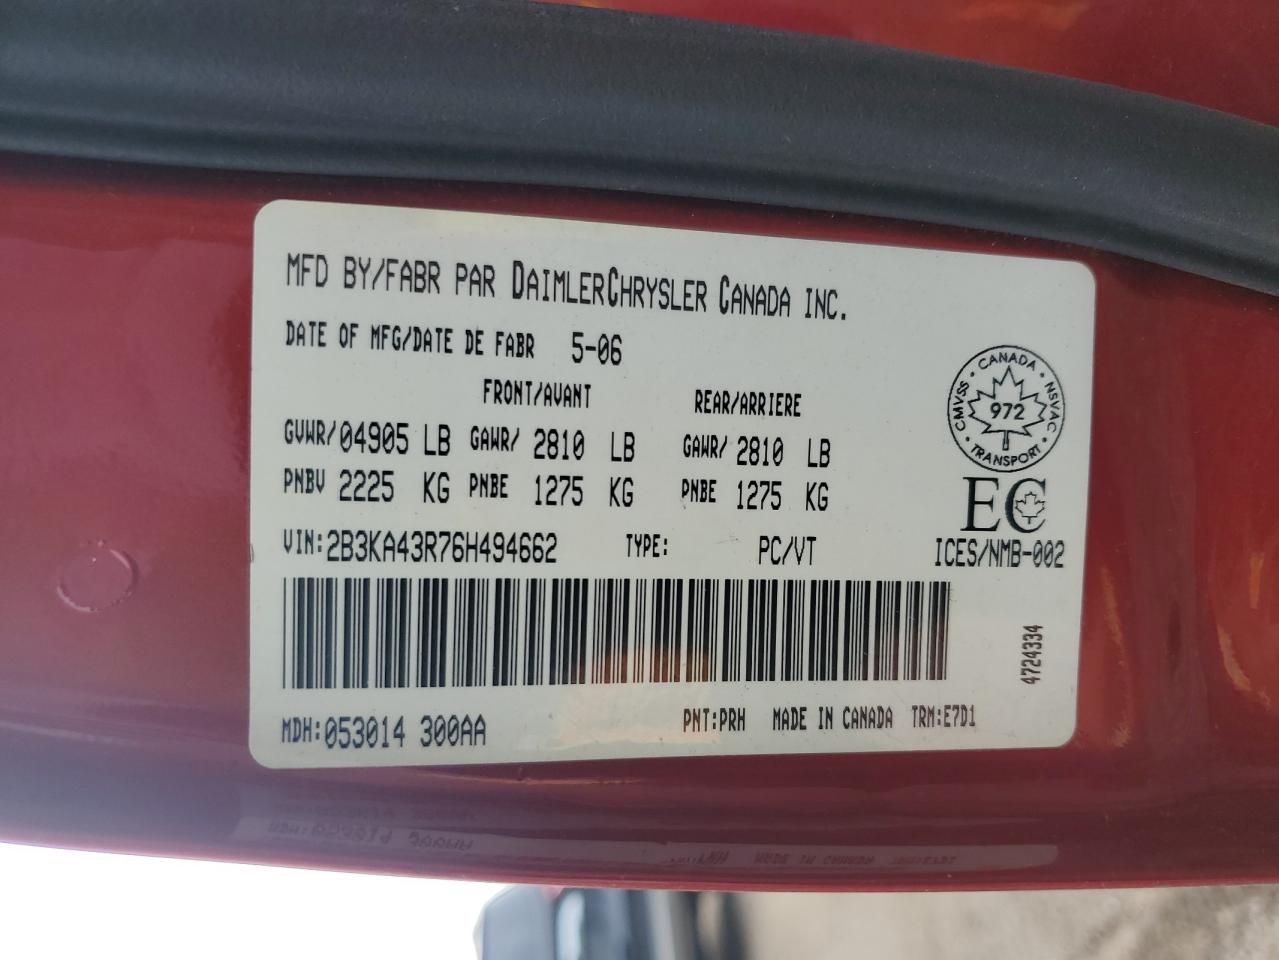 MFD BY/FABR PAR DAIMLERCHRYSLER CANADA INC.
DATE OF MFG/DATE DE FABR 5-06
FRONT/AVANT REAR/ARRIERE
GVWR/04905 LB GAWR/ 2810 LB GAWR/ 2810 LB
PNBV 2225 KG PNBE 1275 KG PNBE 1275 KG
VIN:2B3KA43R76H494662 TYPE: PC/VT
CANADA
CMVSS 972 NSVAC
TRANSPORT
EC
ICES/NMB-002
4724334
MDH:053014 300AA PNT:PRH MADE IN CANADA TRM:E7D1